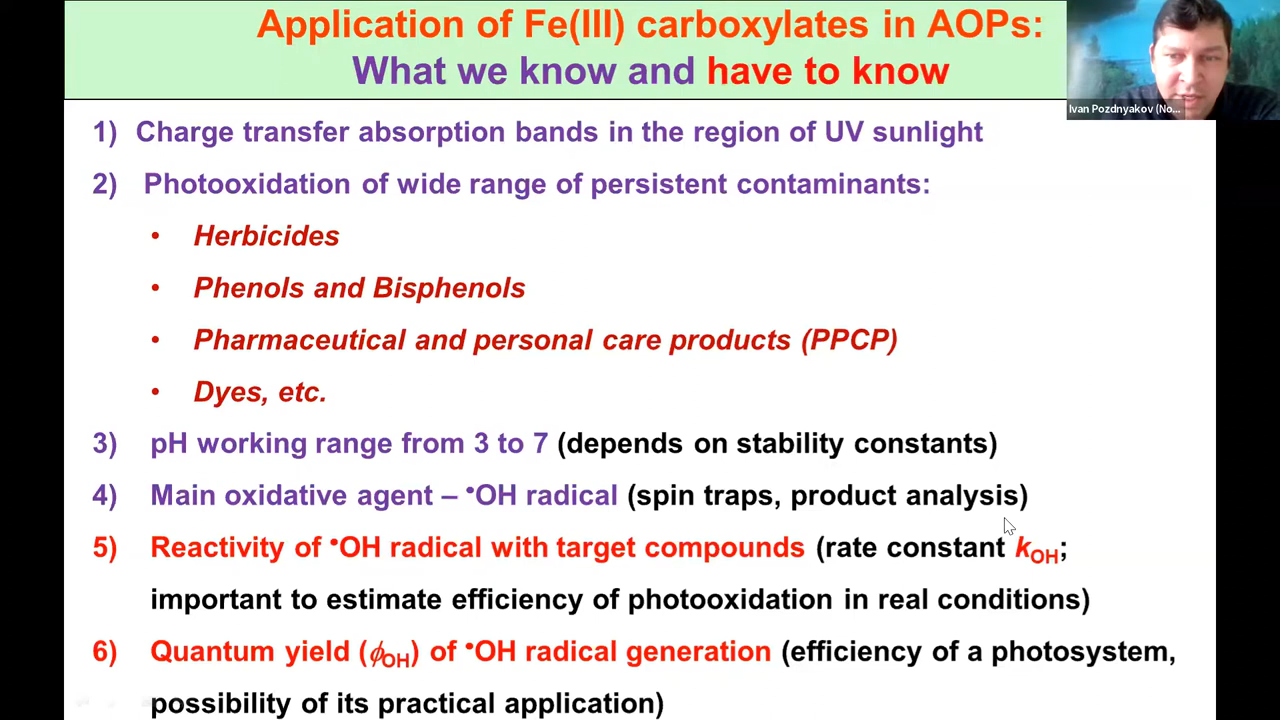 Application of Fe(III) carboxylates in AOPs:
What we know and have to know
Ivan Pozdnyakov (No...
1) Charge transfer absorption bands in the region of UV sunlight
2) Photooxidation of wide range of persistent contaminants:
• Herbicides
• Phenols and Bisphenols
• Pharmaceutical and personal care products (PPCP)
• Dyes, etc.
3) pH working range from 3 to 7 (depends on stability constants)
4) Main oxidative agent – •OH radical (spin traps, product analysis)
5) Reactivity of •OH radical with target compounds (rate constant kOH;
important to estimate efficiency of photooxidation in real conditions)
6) Quantum yield (ϕOH) of •OH radical generation (efficiency of a photosystem,
possibility of its practical application)